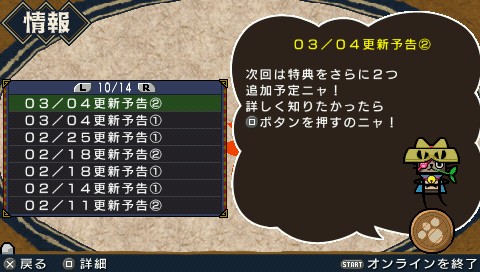 情報
L 10/14 R
03/04更新予告②
03/04更新予告①
02/25更新予告①
02/18更新予告②
02/18更新予告①
02/14更新予告①
02/11更新予告②
03/04更新予告②
次回は特典をさらに2つ
追加予定ニャ!
詳しく知りたかったら
□ボタンを押すのニャ!
×戻る □詳細
START オンラインを終了